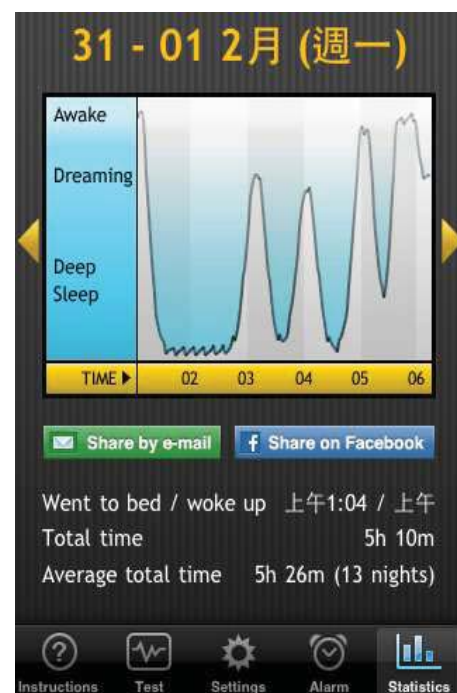 31 - 01 2月 (週一)
Awake
Dreaming
Deep
Sleep
TIME 02 03 04 05 06
Share by e-mail Share on Facebook
Went to bed / woke up 上午1:04 / 上午
Total time 5h 10m
Average total time 5h 26m (13 nights)
Instructions Test Settings Alarm Statistics